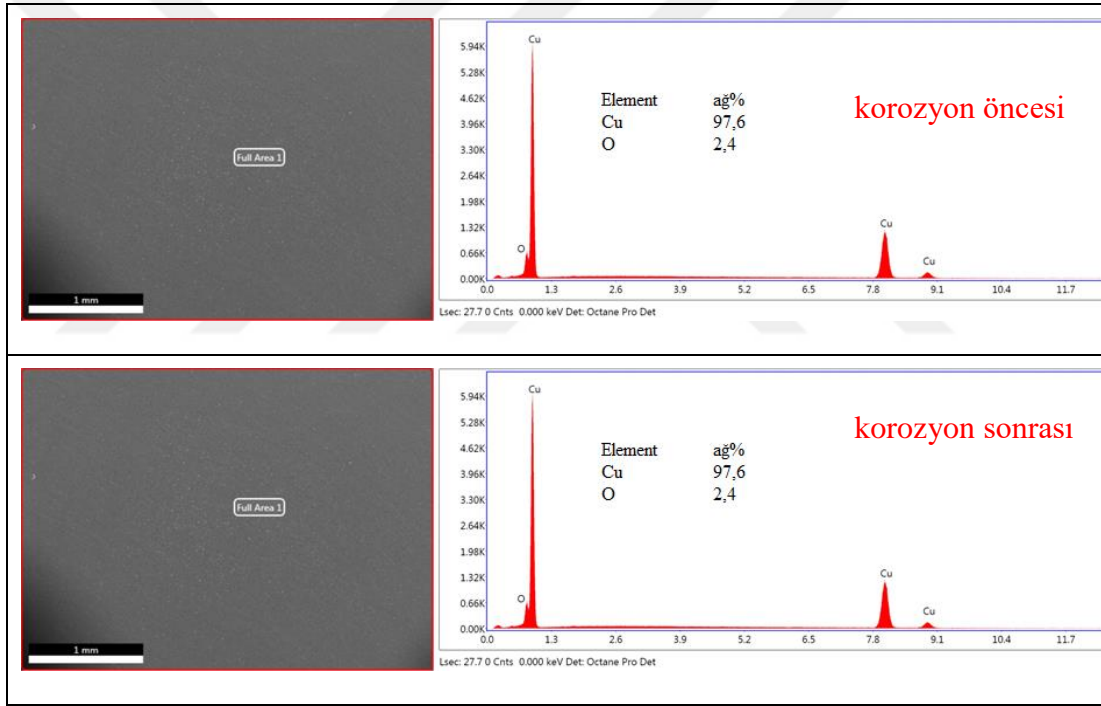 Full Area 1
1 mm
Cu
5.94K
5.28K
4.62K
3.96K
3.30K
2.64K
1.98K
1.32K
0.66K
0.00K
Element ağ%
Cu 97,6
O 2,4
korozyon öncesi
O
Cu
Cu
0.0 1.3 2.6 3.9 5.2 6.5 7.8 9.1 10.4 11.7
Lsec: 27.7 0 Cnts 0.000 keV Det: Octane Pro Det
Full Area 1
1 mm
Cu
5.94K
5.28K
4.62K
3.96K
3.30K
2.64K
1.98K
1.32K
0.66K
0.00K
Element ağ%
Cu 97,6
O 2,4
korozyon sonrası
O
Cu
Cu
0.0 1.3 2.6 3.9 5.2 6.5 7.8 9.1 10.4 11.7
Lsec: 27.7 0 Cnts 0.000 keV Det: Octane Pro Det